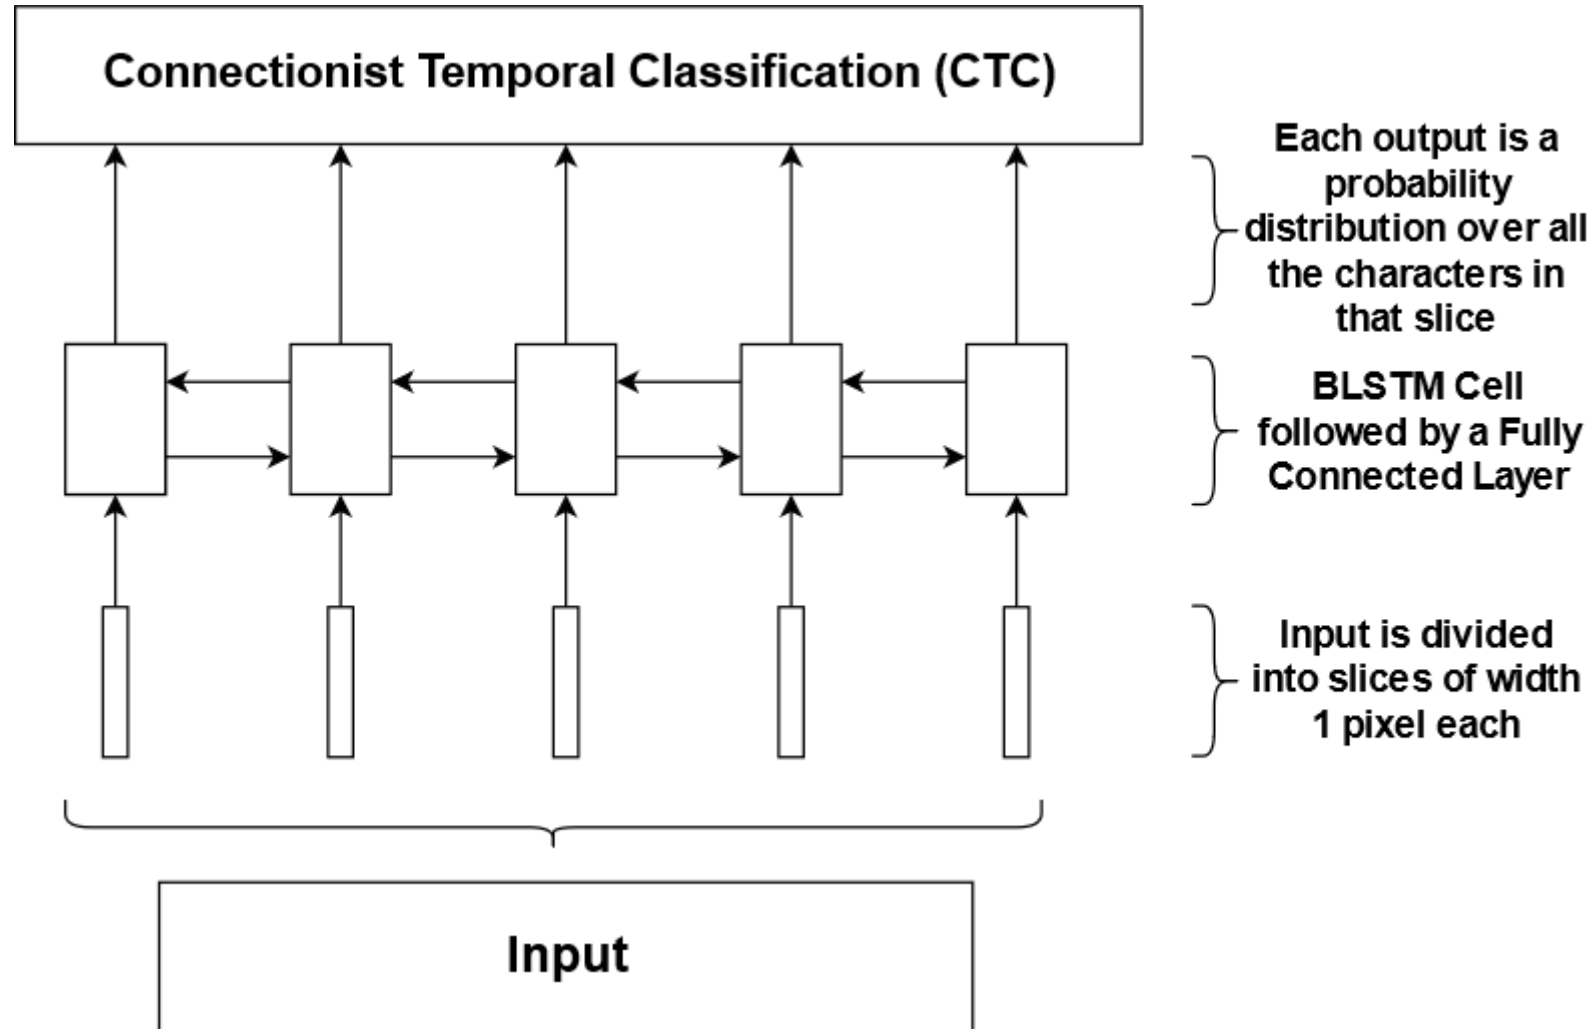 Connectionist Temporal Classification (CTC)
Each output is a
probability
distribution over all
the characters in
that slice
BLSTM Cell
followed by a Fully
Connected Layer
Input is divided
into slices of width
1 pixel each
Input